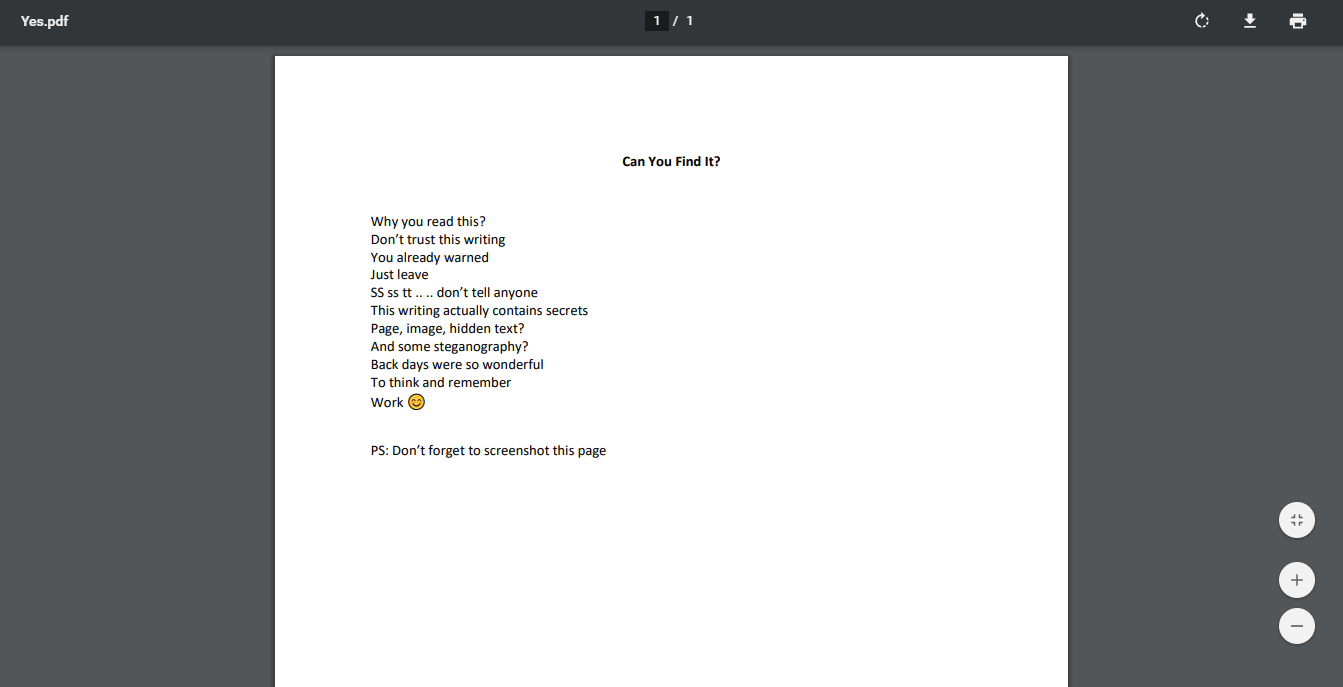 Yes.pdf
1 / 1
Can You Find It?
Why you read this?
Don’t trust this writing
You already warned
Just leave
SS ss tt .. .. don’t tell anyone
This writing actually contains secrets
Page, image, hidden text?
And some steganography?
Back days were so wonderful
To think and remember
Work 😊
PS: Don’t forget to screenshot this page